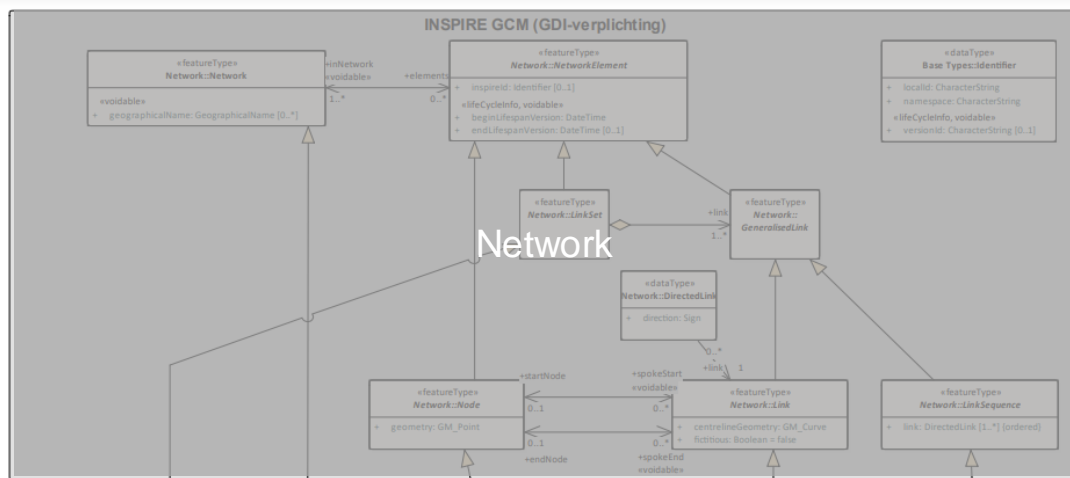 INSPIRE GCM (GDI-verplichting)
«featureType»
Network::Network
«voidable»
+ geographicalName: GeographicalName [0..*]
+inNetwork
«voidable»
1..*
+elements
0..*
«featureType»
Network::NetworkElement
+ inspireId: Identifier [0..1]
«lifeCycleInfo, voidable»
+ beginLifespanVersion: DateTime
+ endLifespanVersion: DateTime [0..1]
«dataType»
Base Types::Identifier
+ localId: CharacterString
+ namespace: CharacterString
«lifeCycleInfo, voidable»
+ versionId: CharacterString [0..1]
«featureType»
Network::LinkSet
+link
1..*
«featureType»
Network::
GeneralisedLink
Network
«dataType»
Network::DirectedLink
+ direction: Sign
0..*
+link 1
«featureType»
Network::Node
+ geometry: GM_Point
+startNode
0..1
+spokeStart
«voidable»
0..*
0..1
+endNode
0..*
+spokeEnd
«voidable»
«featureType»
Network::Link
+ centrelineGeometry: GM_Curve
+ fictitious: Boolean = false
«featureType»
Network::LinkSequence
+ link: DirectedLink [1..*] {ordered}